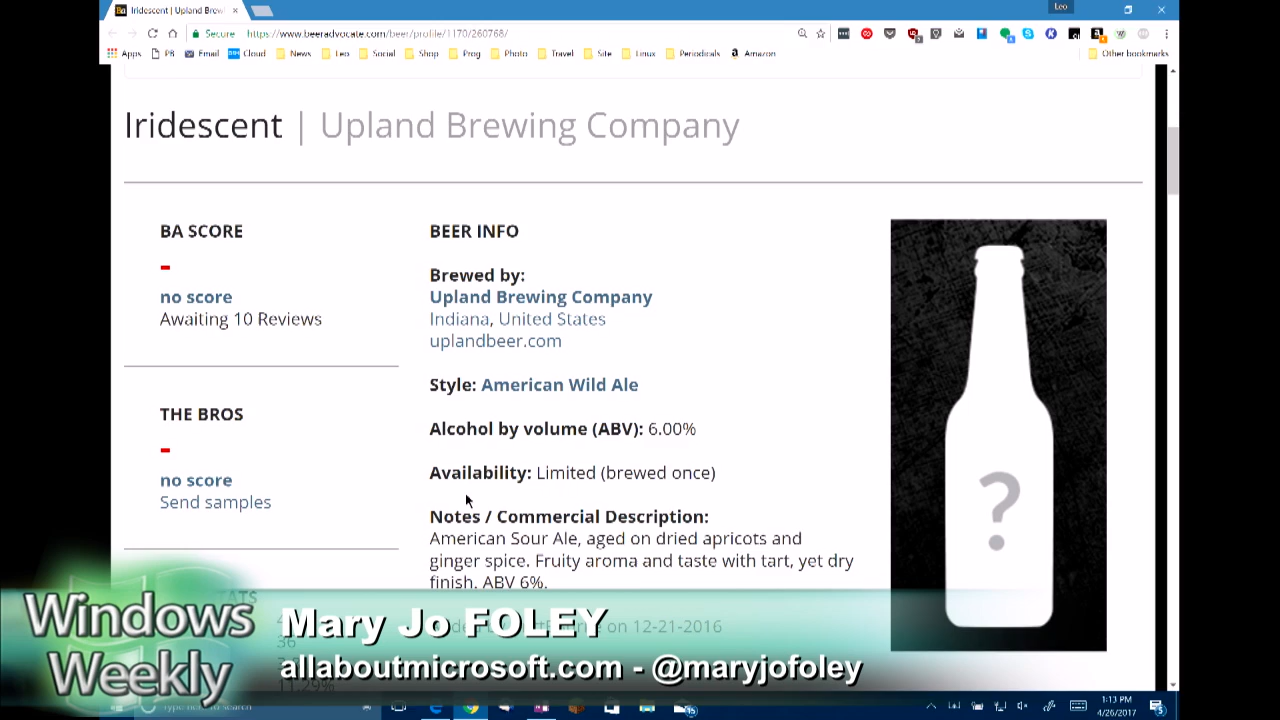 Iridescent | Upland Brew
Leo
Secure https://www.beeradvocate.com/beer/profile/1170/260768/
Apps PB Email Cloud News Leo Social Shop Prog Photo Travel Site Linux Periodicals Amazon Other bookmarks
Iridescent | Upland Brewing Company
BA SCORE
-
no score
Awaiting 10 Reviews
THE BROS
-
no score
Send samples
BEER INFO
Brewed by:
Upland Brewing Company
Indiana, United States
uplandbeer.com
Style: American Wild Ale
Alcohol by volume (ABV): 6.00%
Availability: Limited (brewed once)
Notes / Commercial Description:
American Sour Ale, aged on dried apricots and
ginger spice. Fruity aroma and taste with tart, yet dry
finish. ABV 6%.
on 12-21-2016
?
36
11.29%
Windows
Weekly
Mary Jo FOLEY
allaboutmicrosoft.com - @maryjofoley
1:13 PM
4/26/2017